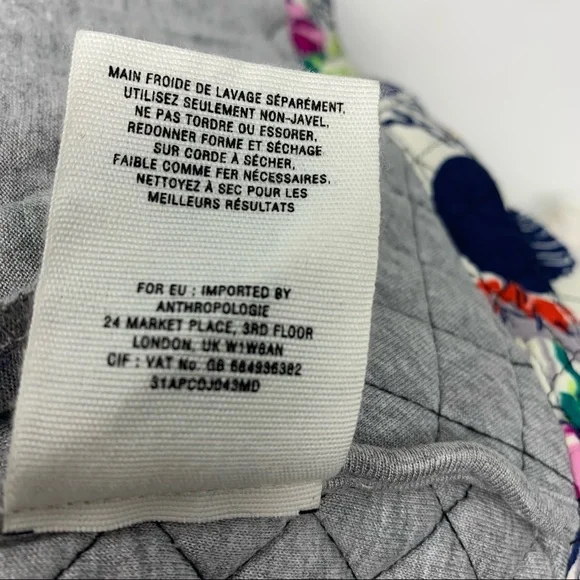 MAIN FROIDE DE LAVAGE SÉPARÉMENT.
UTILISEZ SEULEMENT NON-JAVEL.
NE PAS TORDRE OU ESSORER,
REDONNER FORME ET SÉCHAGE
SUR CORDE À SÉCHER,
FAIBLE COMME FER NÉCESSAIRES.
NETTOYEZ À SEC POUR LES
MEILLEURS RÉSULTATS
FOR EU : IMPORTED BY
ANTHROPOLOGIE
24 MARKET PLACE, 3RD FLOOR
LONDON, UK W1W8AN
CIF : VAT No. GB 684936382
S1APCDJ043MD